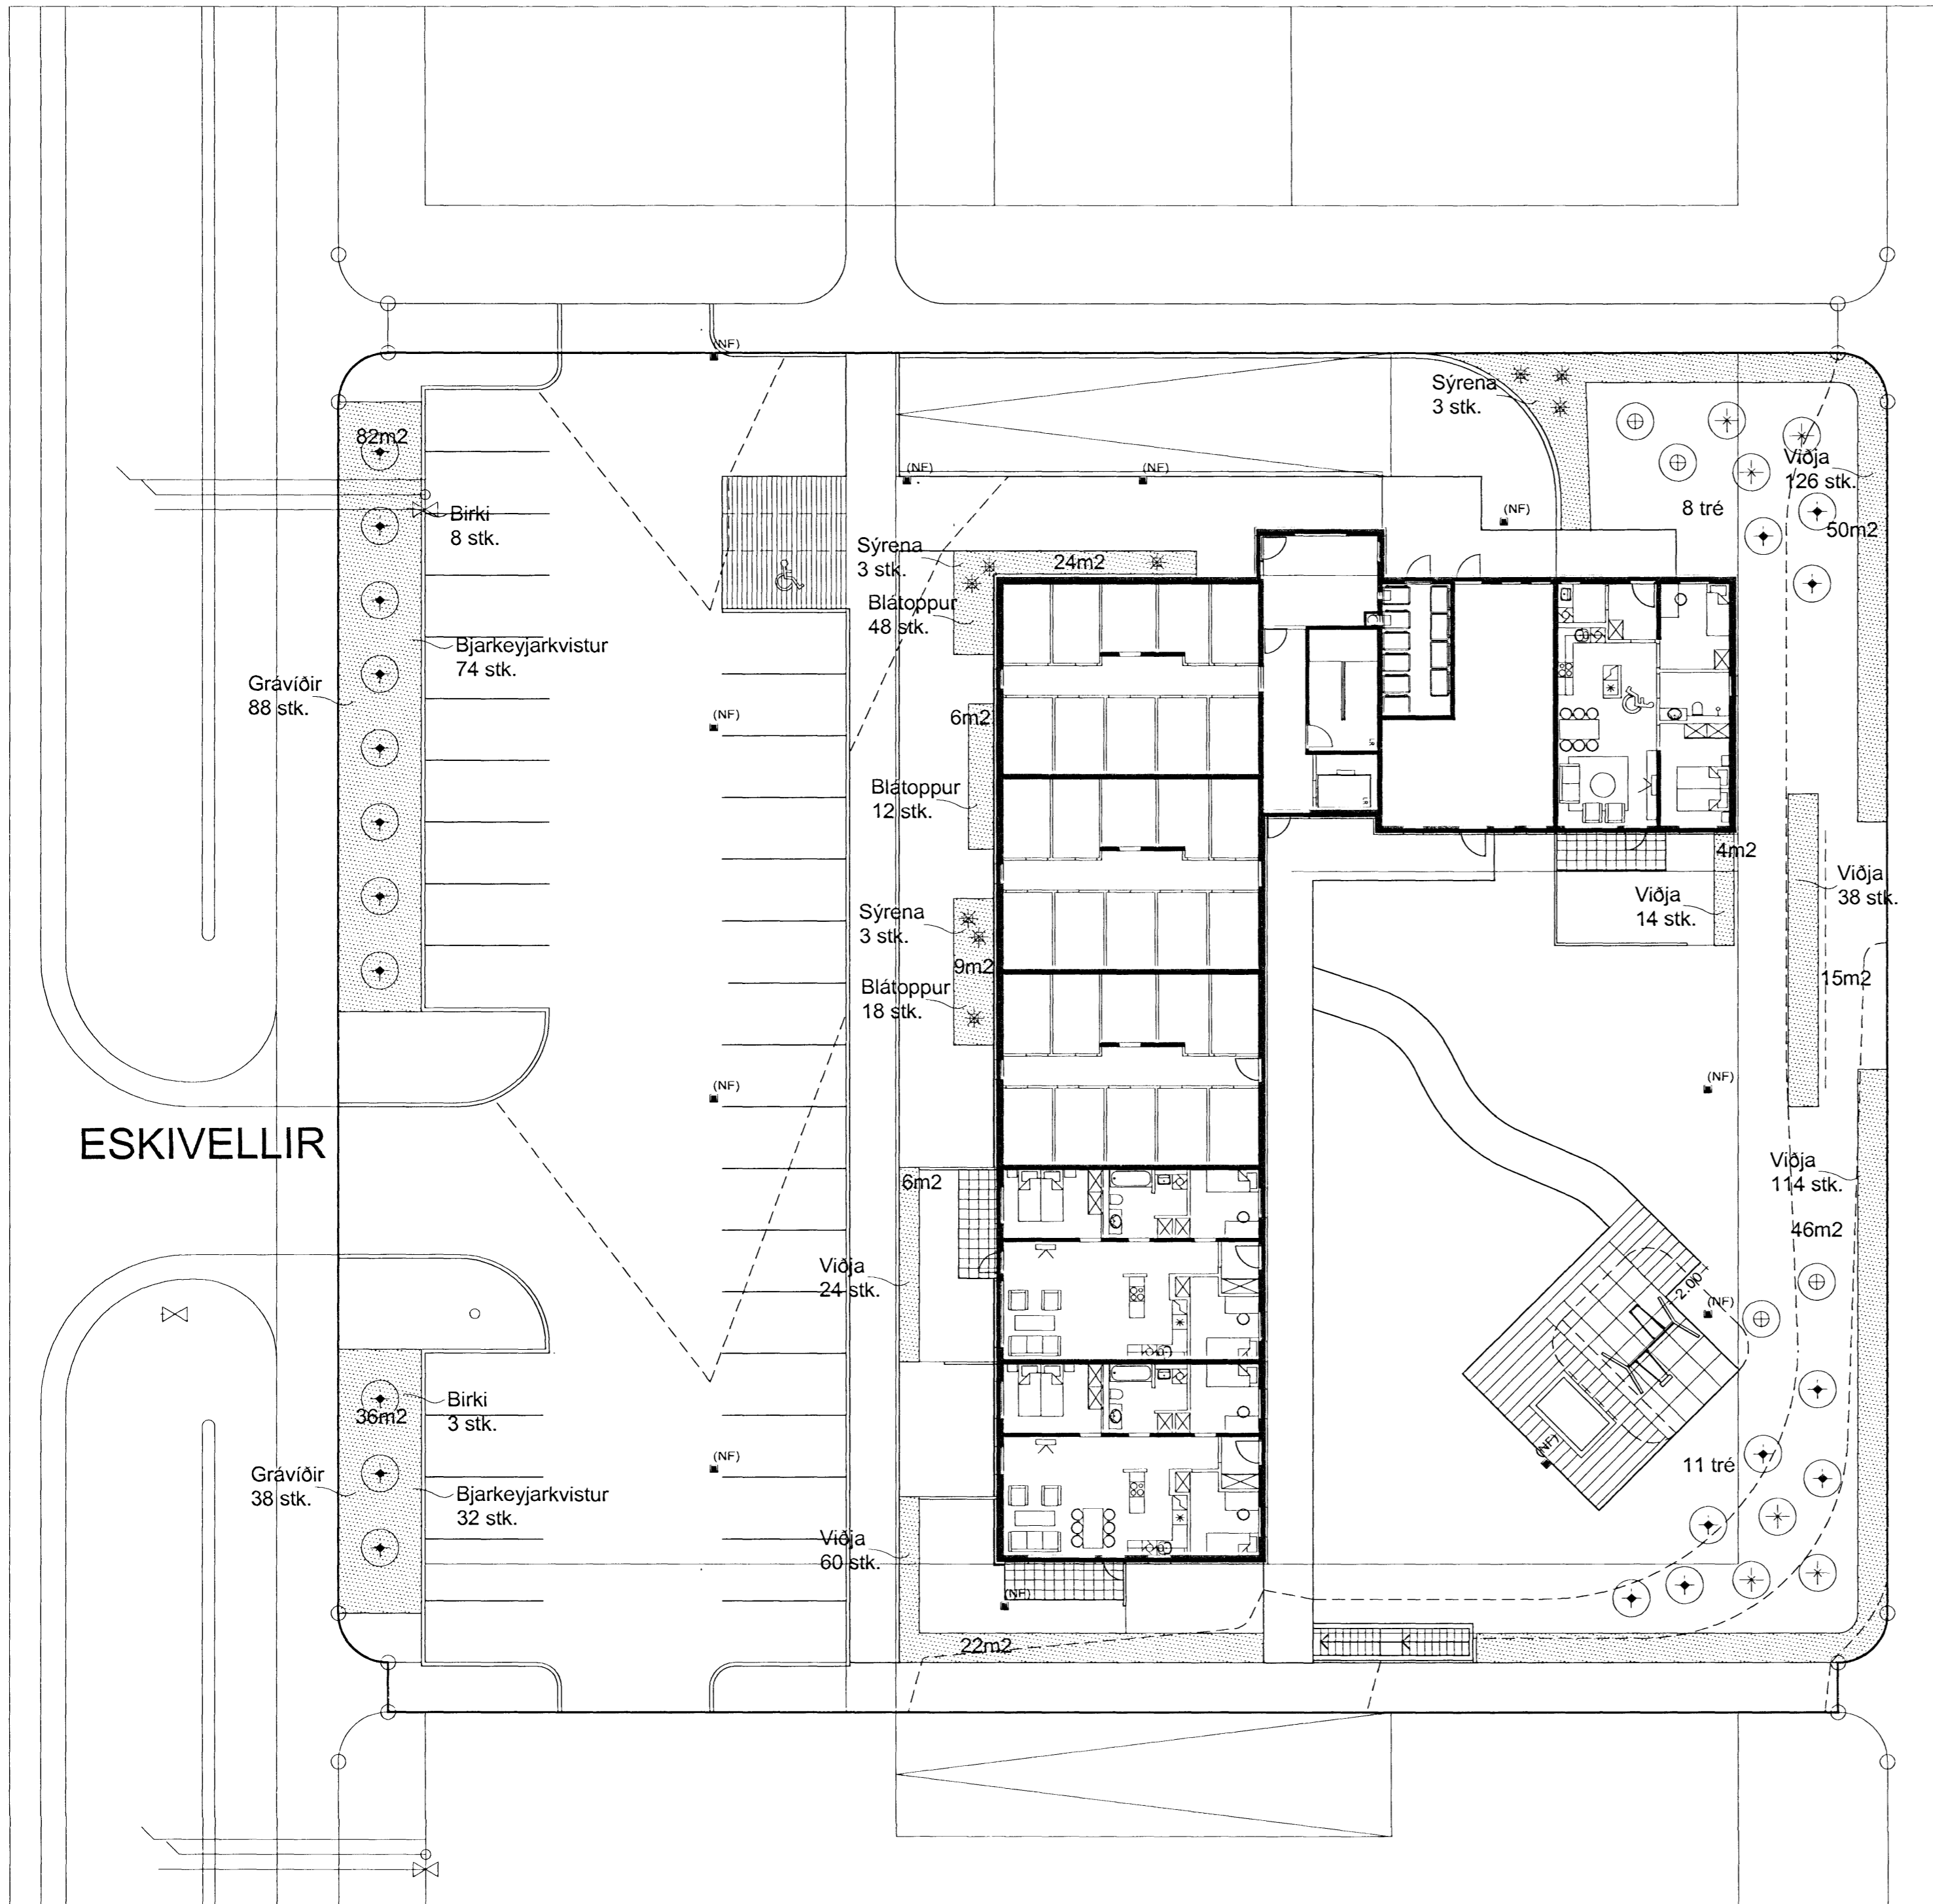 (NF)
Sýrena
3 stk.
82m2
Viðja
126 stk.
(NF)
(NF)
8 tré
(NF)
Birki
8 stk.
50m2
Sýrena
3 stk.
24m2
Blátoppur
48 stk.
Bjarkeyjarkvistur
74 stk.
Grávíðir
88 stk.
(NF)
6m2
Blátoppur
12 stk.
4m2
Viðja
38 stk.
Viðja
14 stk.
Sýrena
3 stk.
9m2
15m2
Blátoppur
18 stk.
(NF)
(NF)
ESKIVELLIR
Viðja
114 stk.
6m2
46m2
Viðja
24 stk.
2.00
(NF)
Birki
3 stk.
36m2
(NF)
(NF)
11 tré
Grávíðir
38 stk.
Bjarkeyjarkvistur
32 stk.
Viðja
60 stk.
(NF)
22m2